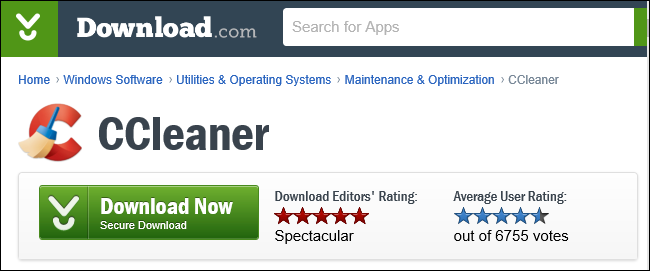 Download.com
Search for Apps
Home › Windows Software › Utilities & Operating Systems › Maintenance & Optimization › CCleaner
CCleaner
Download Now
Secure Download
Download Editors' Rating:
Spectacular
Average User Rating:
out of 6755 votes